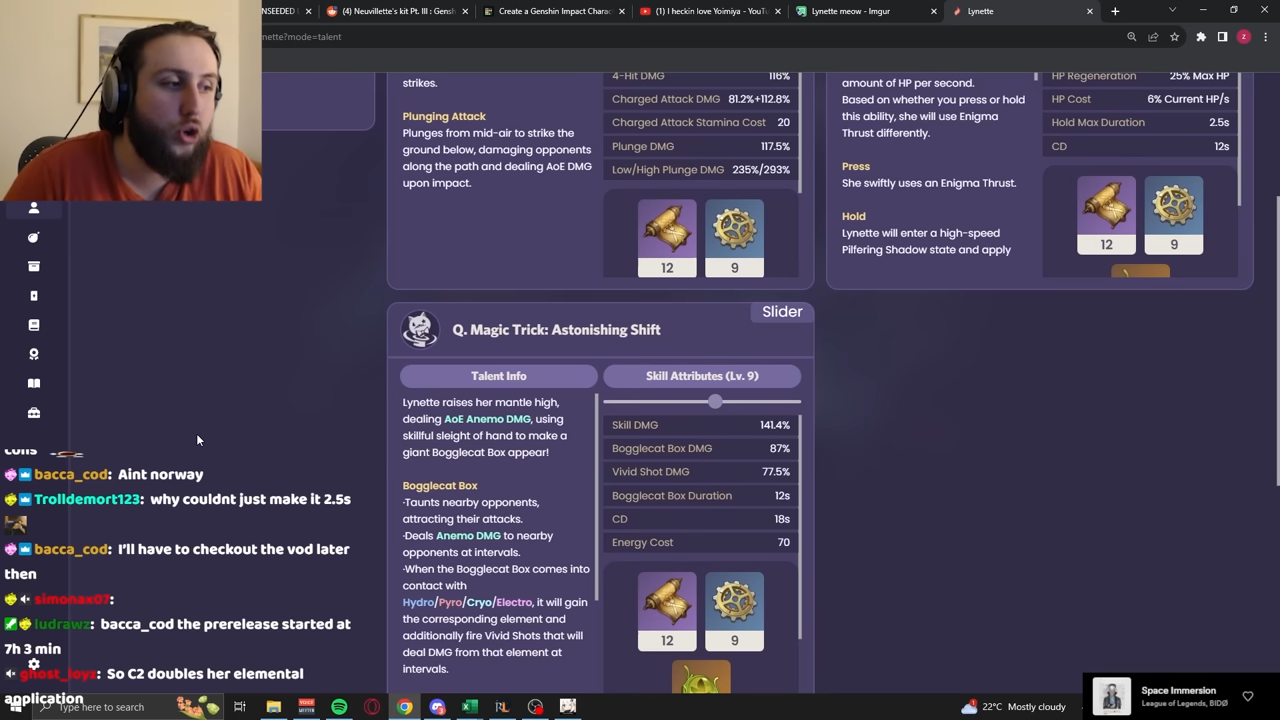 INSEEDED
(4) Neuvillette's kit Pt. III : Gensh
Create a Genshin Impact Charac
(1) I heckin love Yoimiya - YouTu
Lynette meow - Imgur
Lynette
nette?mode=talent
strikes.
Plunging Attack
Plunges from mid-air to strike the
ground below, damaging opponents
along the path and dealing AoE DMG
upon impact.
4-Hit DMG 116%
Charged Attack DMG 81.2%+112.8%
Charged Attack Stamina Cost 20
Plunge DMG 117.5%
Low/High Plunge DMG 235%/293%
12
9
amount of HP per second.
Based on whether you press or hold
this ability, she will use Enigma
Thrust differently.
Press
She swiftly uses an Enigma Thrust.
Hold
Lynette will enter a high-speed
Pilfering Shadow state and apply
HP Regeneration 25% Max HP
HP Cost 6% Current HP/s
Hold Max Duration 2.5s
CD 12s
12
9
Slider
Q. Magic Trick: Astonishing Shift
Talent Info
Lynette raises her mantle high,
dealing AoE Anemo DMG, using
skillful sleight of hand to make a
giant Bogglecat Box appear!
Bogglecat Box
·Taunts nearby opponents,
attracting their attacks.
·Deals Anemo DMG to nearby
opponents at intervals.
·When the Bogglecat Box comes into
contact with
Hydro/Pyro/Cryo/Electro, it will gain
the corresponding element and
additionally fire Vivid Shots that will
deal DMG from that element at
intervals.
Skill Attributes (Lv. 9)
Skill DMG 141.4%
Bogglecat Box DMG 87%
Vivid Shot DMG 77.5%
Bogglecat Box Duration 12s
CD 18s
Energy Cost 70
12
9
cons
bacca_cod: Aint norway
Trolldemort123: why couldnt just make it 2.5s
bacca_cod: I'll have to checkout the vod later
then
simonax07:
ludrawz: bacca_cod the prerelease started at
7h 3 min
ghost_joyz: So C2 doubles her elemental
application
Type here to search
22°C Mostly cloudy
Space Immersion
League of Legends, BIDØ